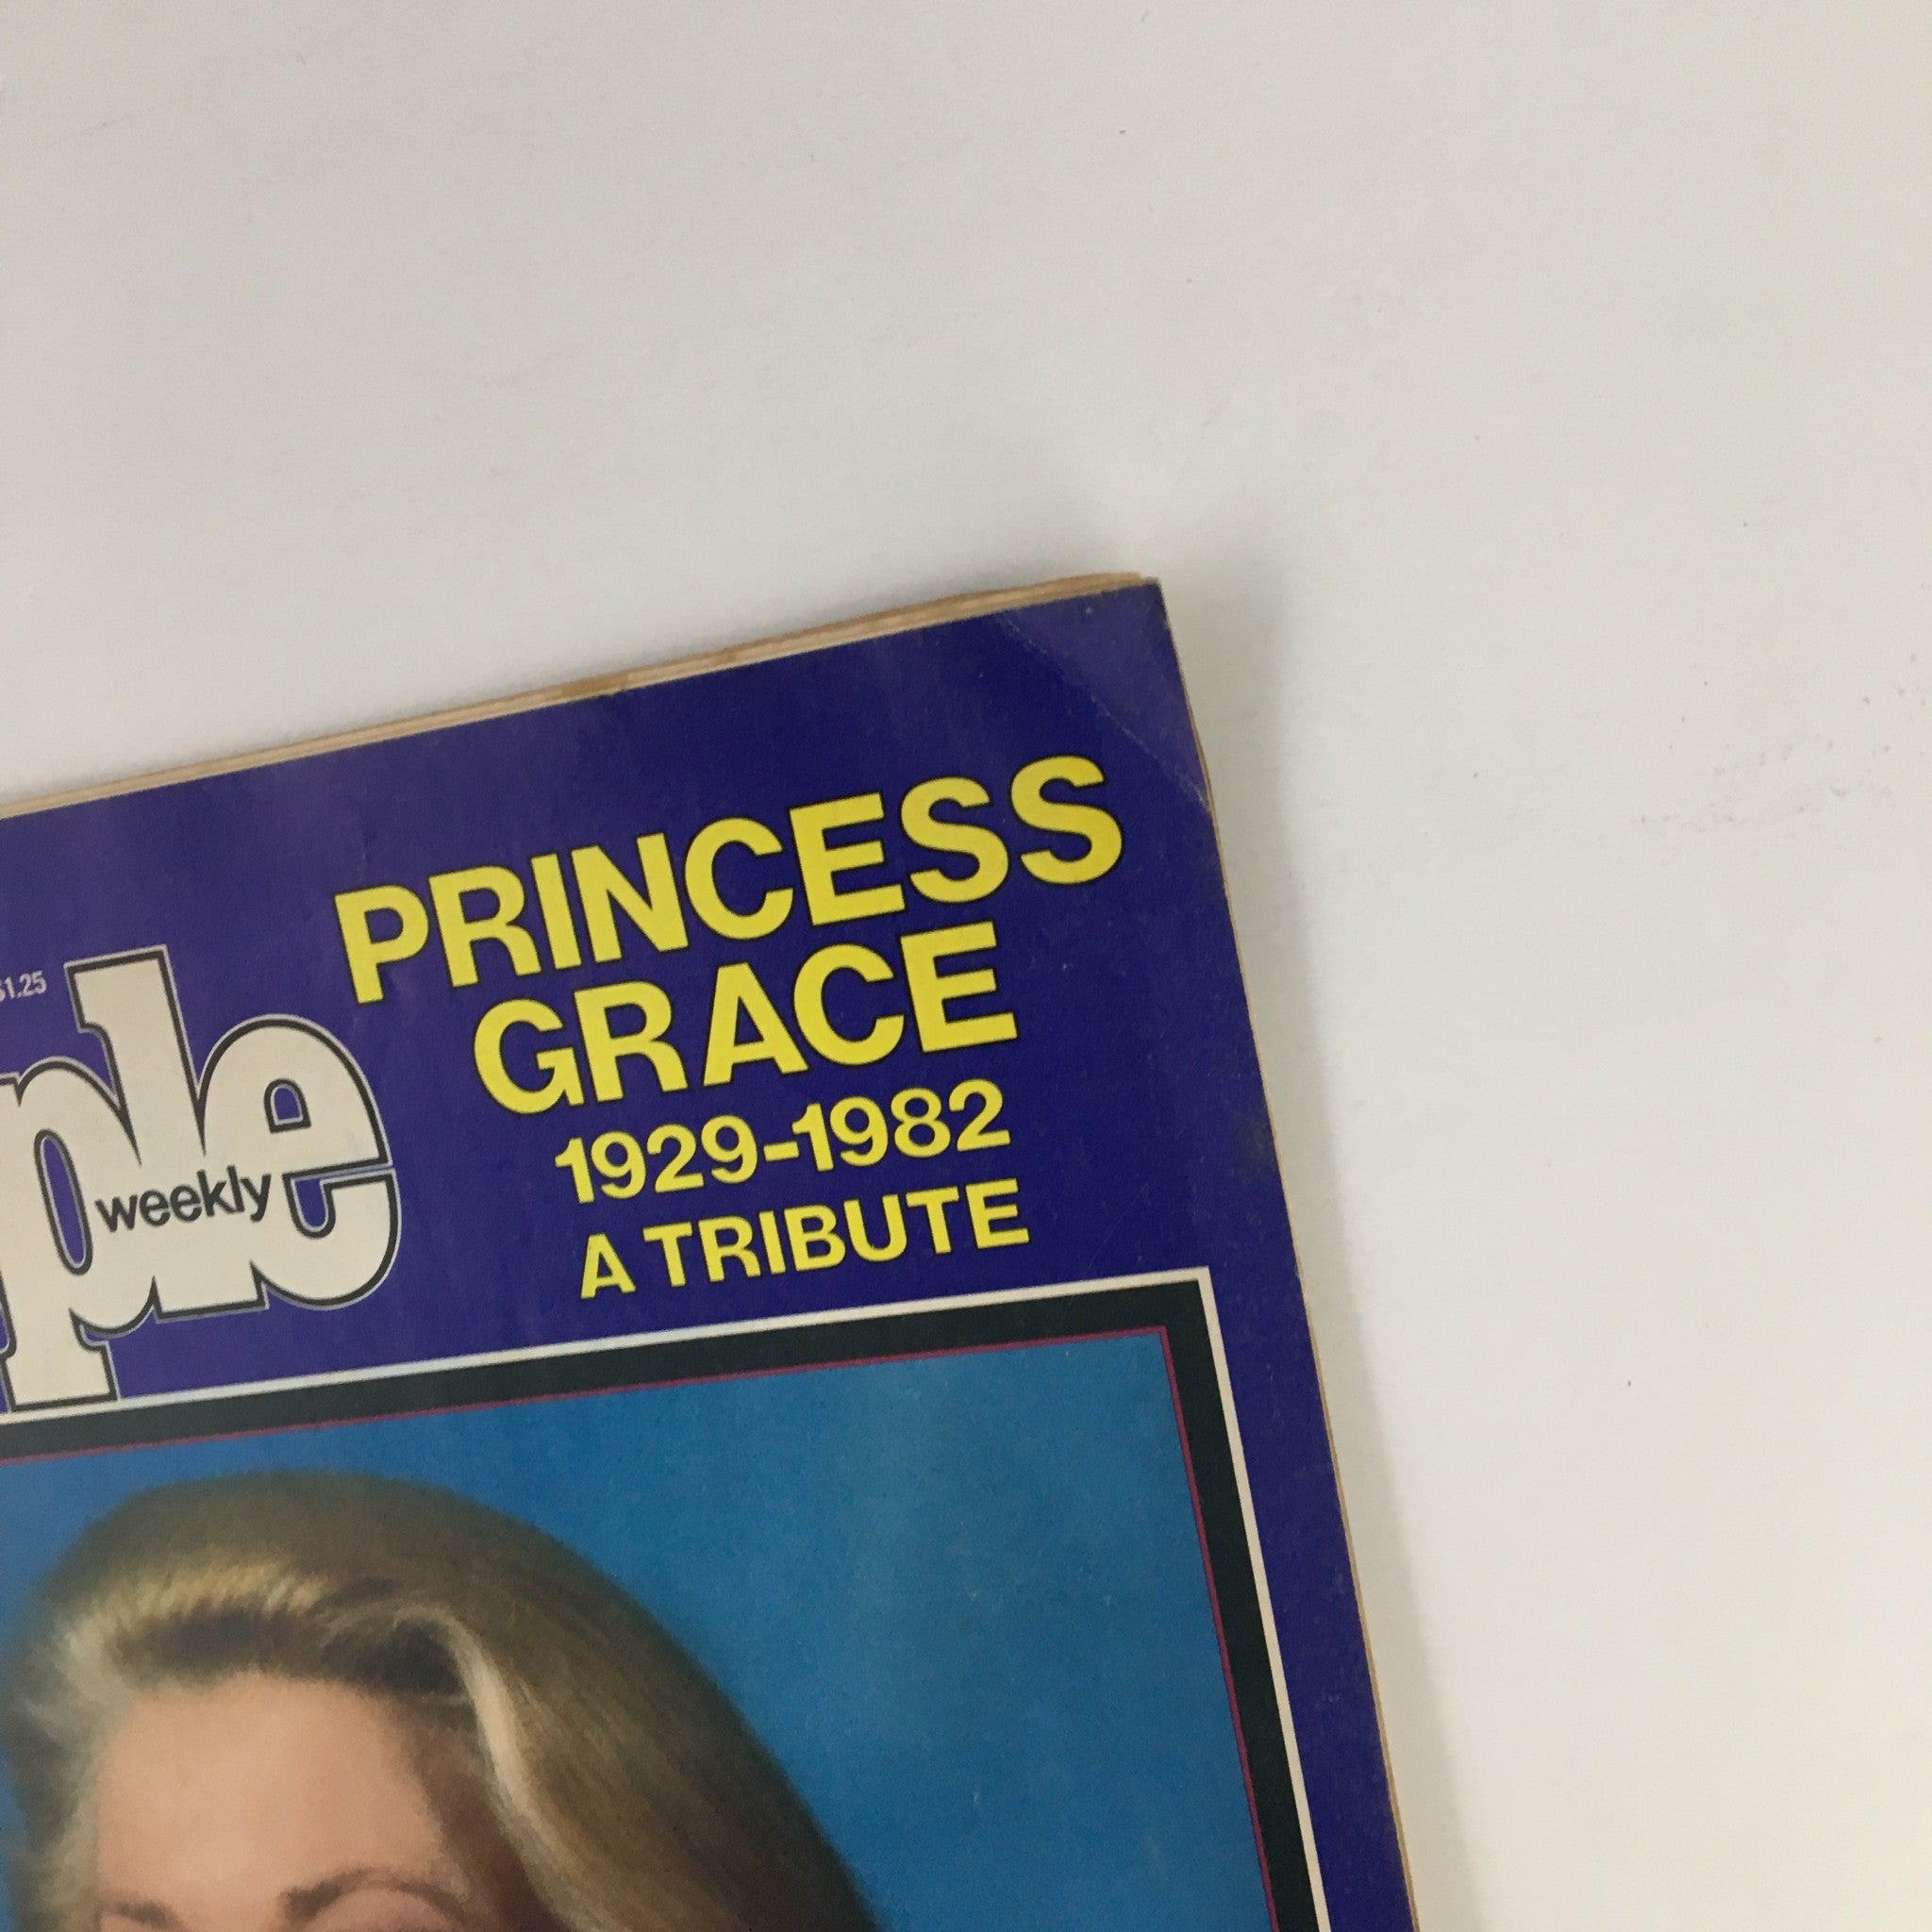 PRINCESS
GRACE
1929-1982
A TRIBUTE
$1.25
ple
weekly